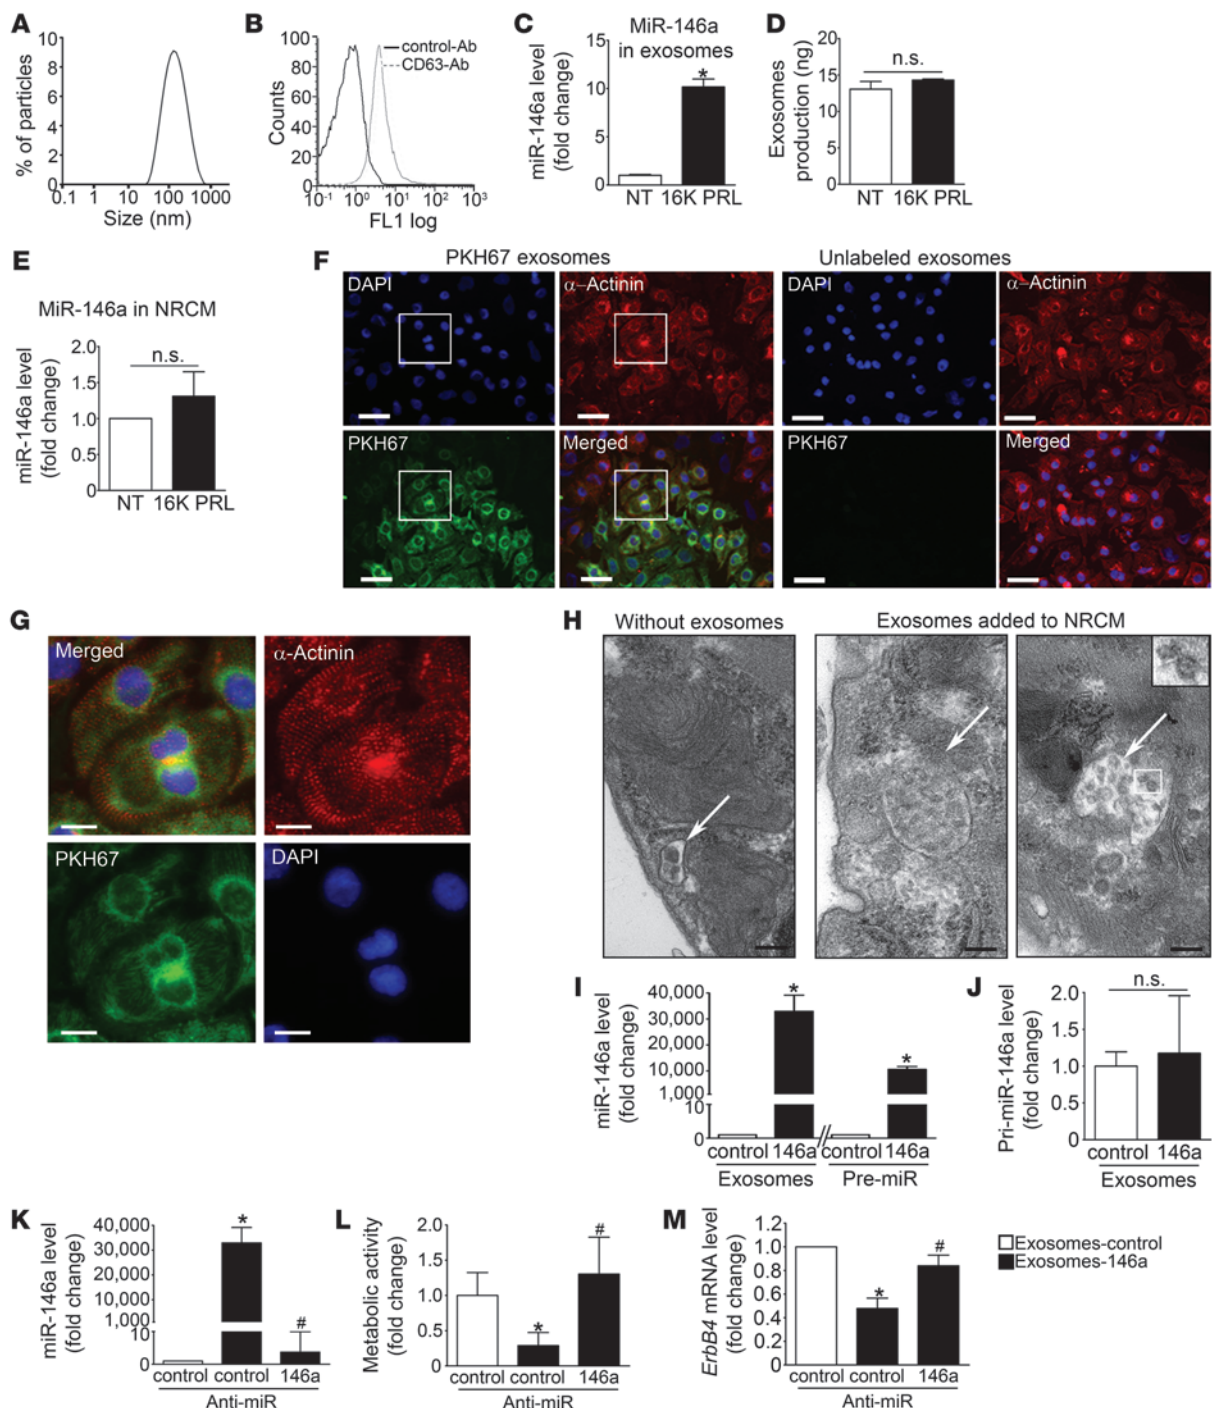 A
10
8
6
4
2
0
% of particles
0.1 1 10 100 1000
Size (nm)
B
100
80
60
40
20
0
Counts
control-Ab
CD63-Ab
10-1 100 101 102 103
FL1 log
C
MiR-146a
in exosomes
15
10
5
0
miR-146a level
(fold change)
*
NT 16K PRL
D
20
15
10
5
0
Exosomes
production (ng)
n.s.
NT 16K PRL
E
MiR-146a in NRCM
2.0
1.5
1.0
0.5
0
miR-146a level
(fold change)
n.s.
NT 16K PRL
F
PKH67 exosomes
Unlabeled exosomes
DAPI
α–Actinin
DAPI
α–Actinin
PKH67
Merged
PKH67
Merged
G
Merged
α-Actinin
PKH67
DAPI
H
Without exosomes
Exosomes added to NRCM
I
40,000
30,000
20,000
10,000
1,000
10
0
miR-146a level
(fold change)
*
*
control 146a control 146a
Exosomes Pre-miR
J
2.0
1.5
1.0
0.5
0
Pri-miR-146a level
(fold change)
n.s.
control 146a
Exosomes
K
40,000
30,000
20,000
10,000
1,000
10
0
miR-146a level
(fold change)
*
#
control control 146a
Anti-miR
L
2.0
1.5
1.0
0.5
0
Metabolic activity
(fold change)
*
#
control control 146a
Anti-miR
M
1.2
1.0
0.8
0.6
0.4
0.2
0
ErbB4 mRNA level
(fold change)
*
#
control control 146a
Anti-miR
Exosomes-control
Exosomes-146a